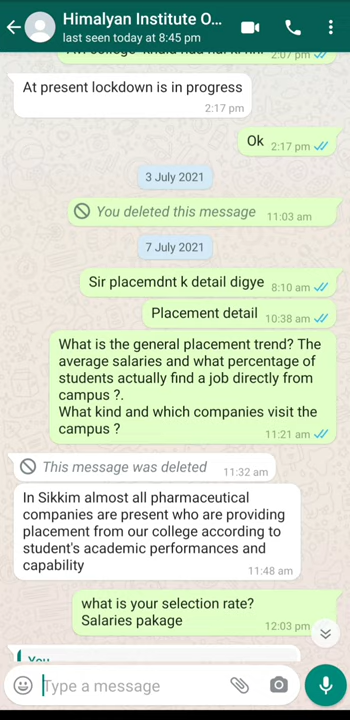 Himalyan Institute O...
last seen today at 8:45 pm
2:07 pm
At present lockdown is in progress
2:17 pm
Ok 2:17 pm
3 July 2021
You deleted this message 11:03 am
7 July 2021
Sir placemdnt k detail digye 8:10 am
Placement detail 10:38 am
What is the general placement trend? The
average salaries and what percentage of
students actually find a job directly from
campus ?.
What kind and which companies visit the
campus ?
11:21 am
This message was deleted 11:32 am
In Sikkim almost all pharmaceutical
companies are present who are providing
placement from our college according to
student's academic performances and
capability
11:48 am
what is your selection rate?
Salaries pakage
12:03 pm
You
Type a message